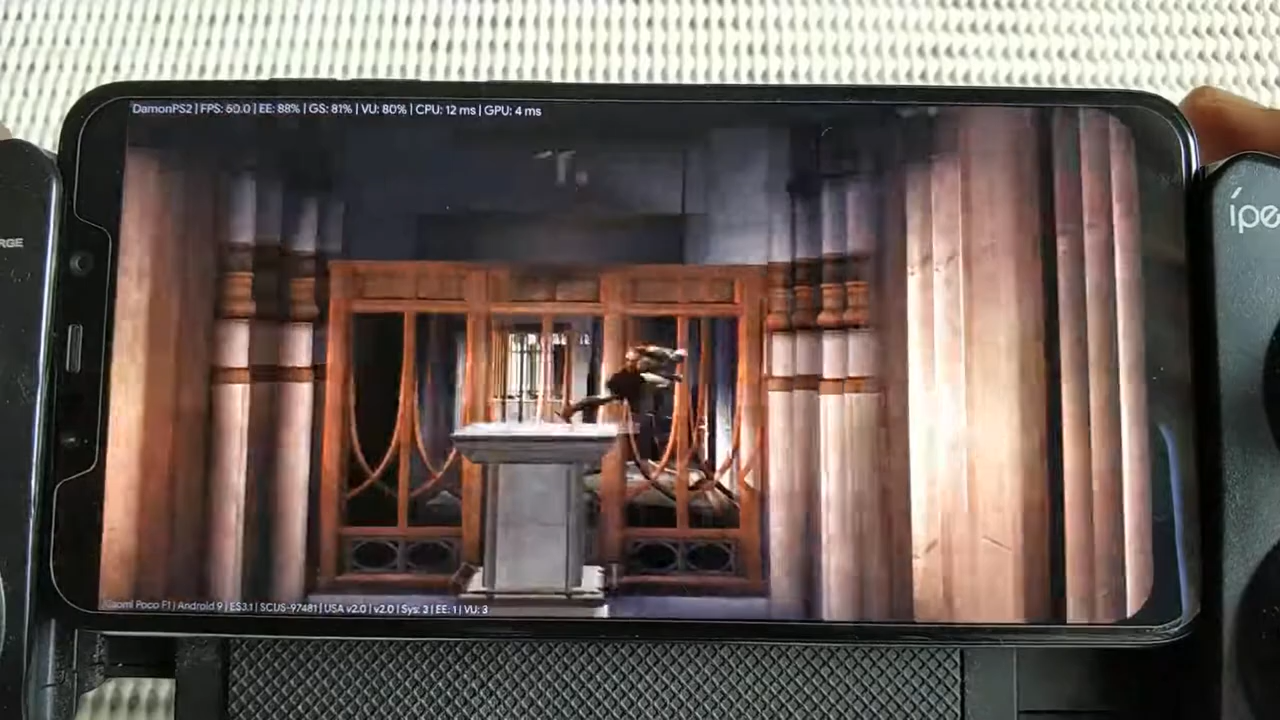 DamonPS2 | FPS: 60.0 | EE: 88% | GS: 81% | VU: 80% | CPU: 12 ms | GPU: 4 ms
T.
RGE
ípe
Xiaomi Poco F1 | Android 9 | ES3.1 | SCUS-97481 | USA v2.0 | v2.0 | Sys: 3 | EE: 1 | VU: 3